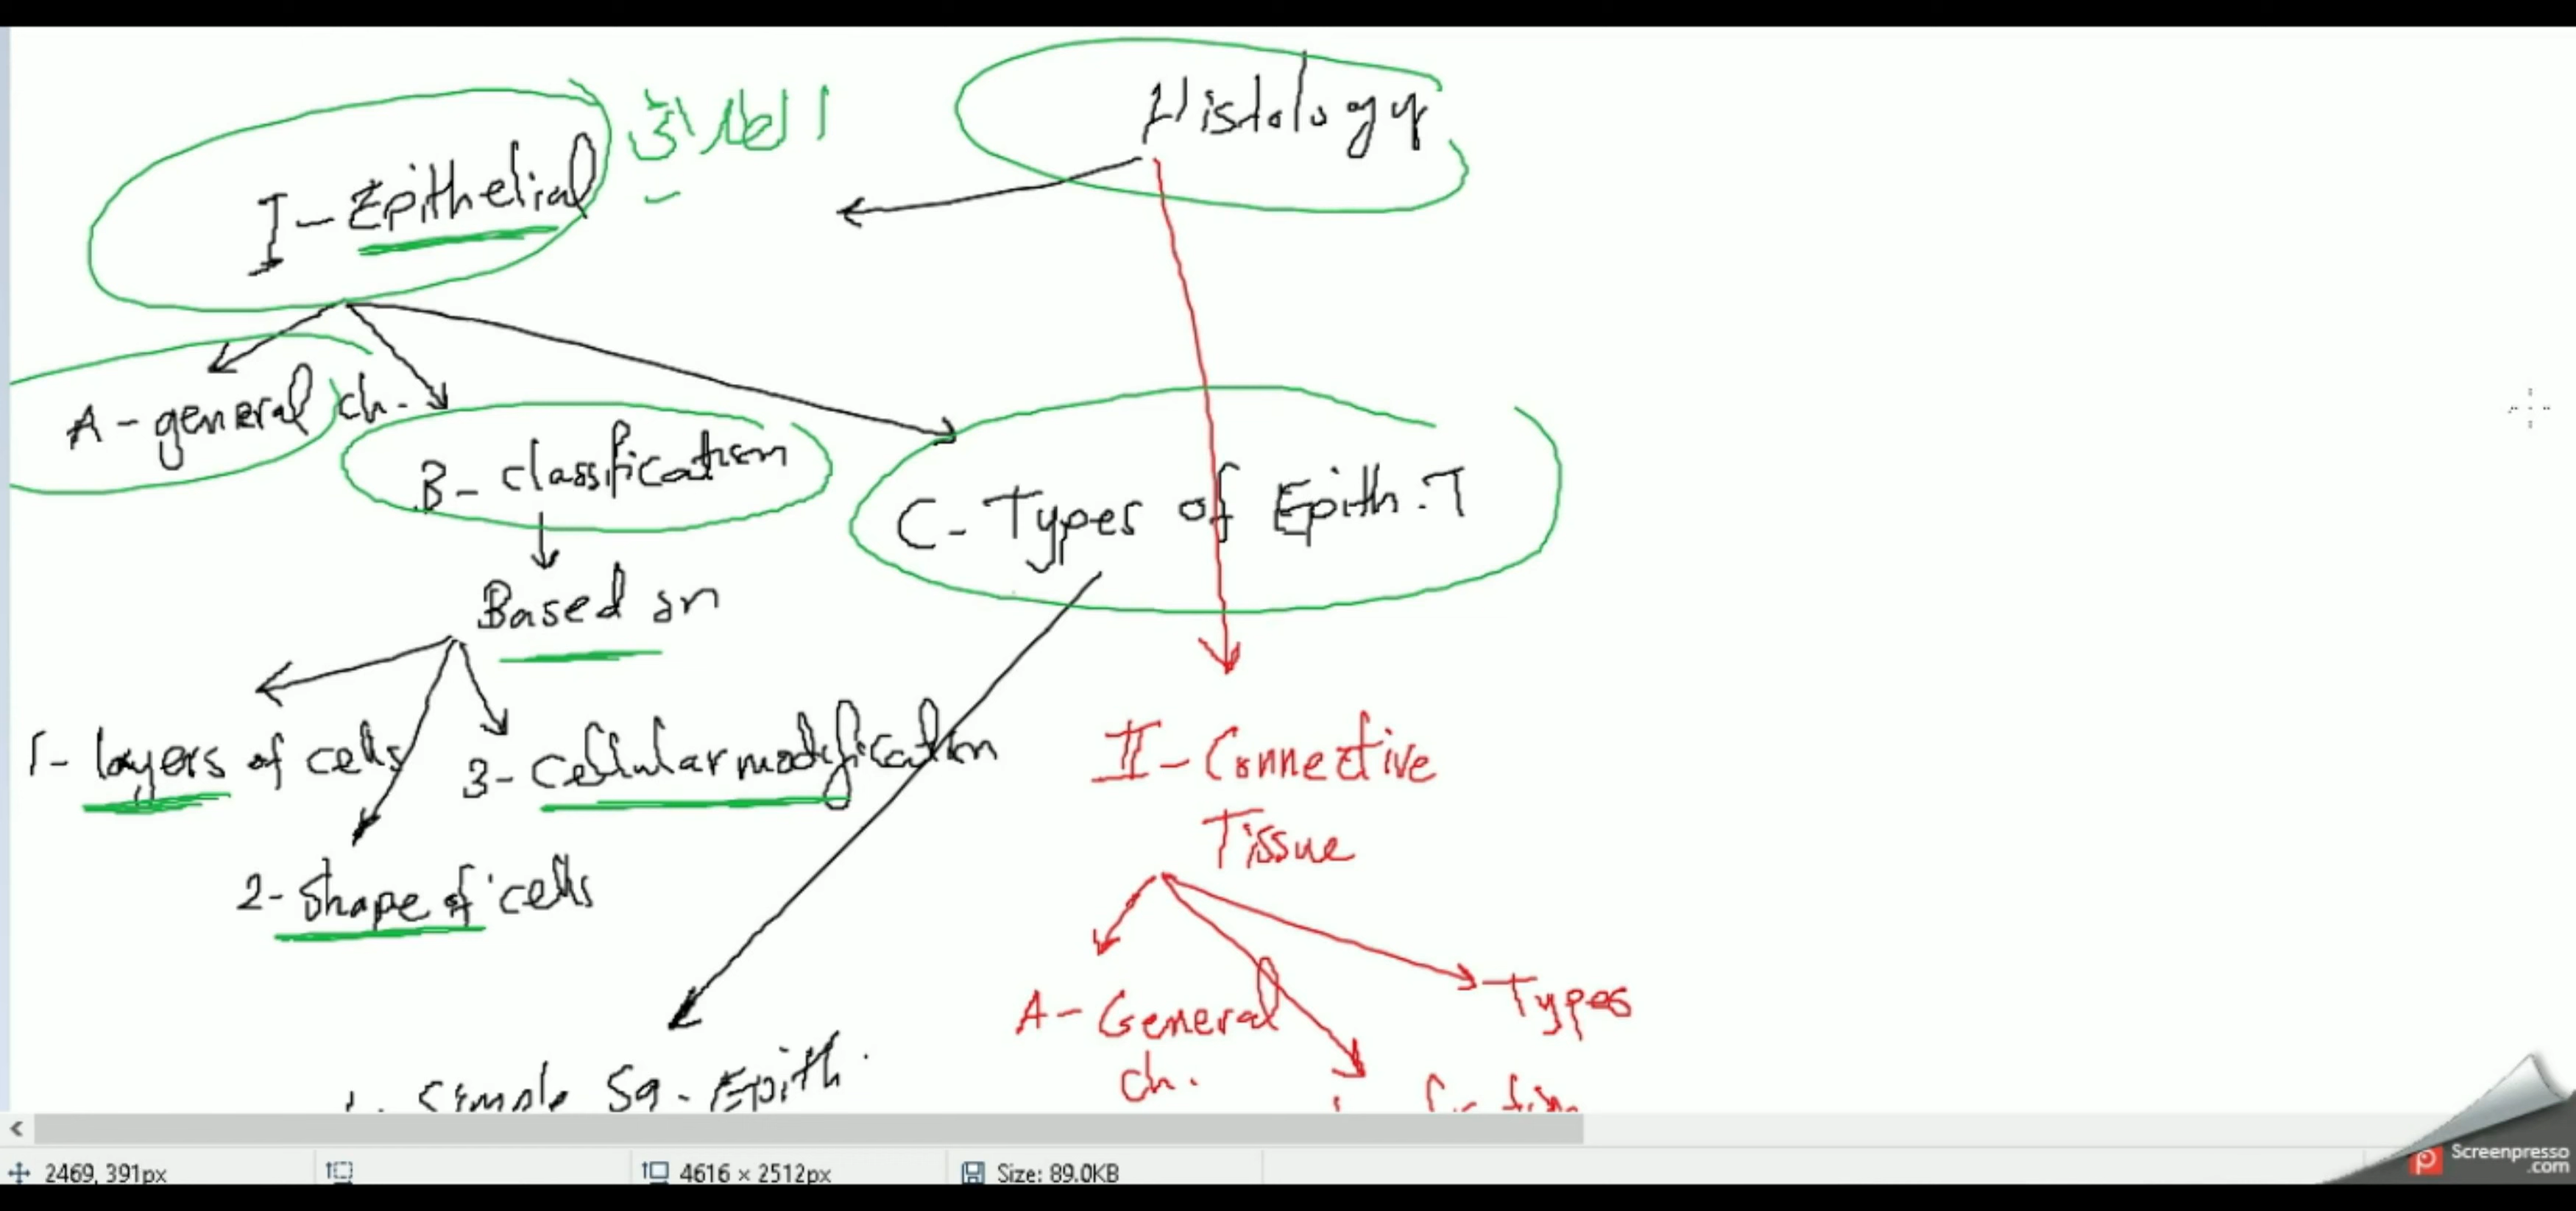 Histology
I - Epithelial
الطلائي
A - general ch.
B - classification
C - Types of Epith. T
Based on
1- layers of cells
3- cellular modification
2- shape of cells
II - Connective
Tissue
A - General
ch.
Types
1. Simple Sq. Epith.
2469, 391px
4616 × 2512px
Size: 89.0KB
Screenpresso
.com